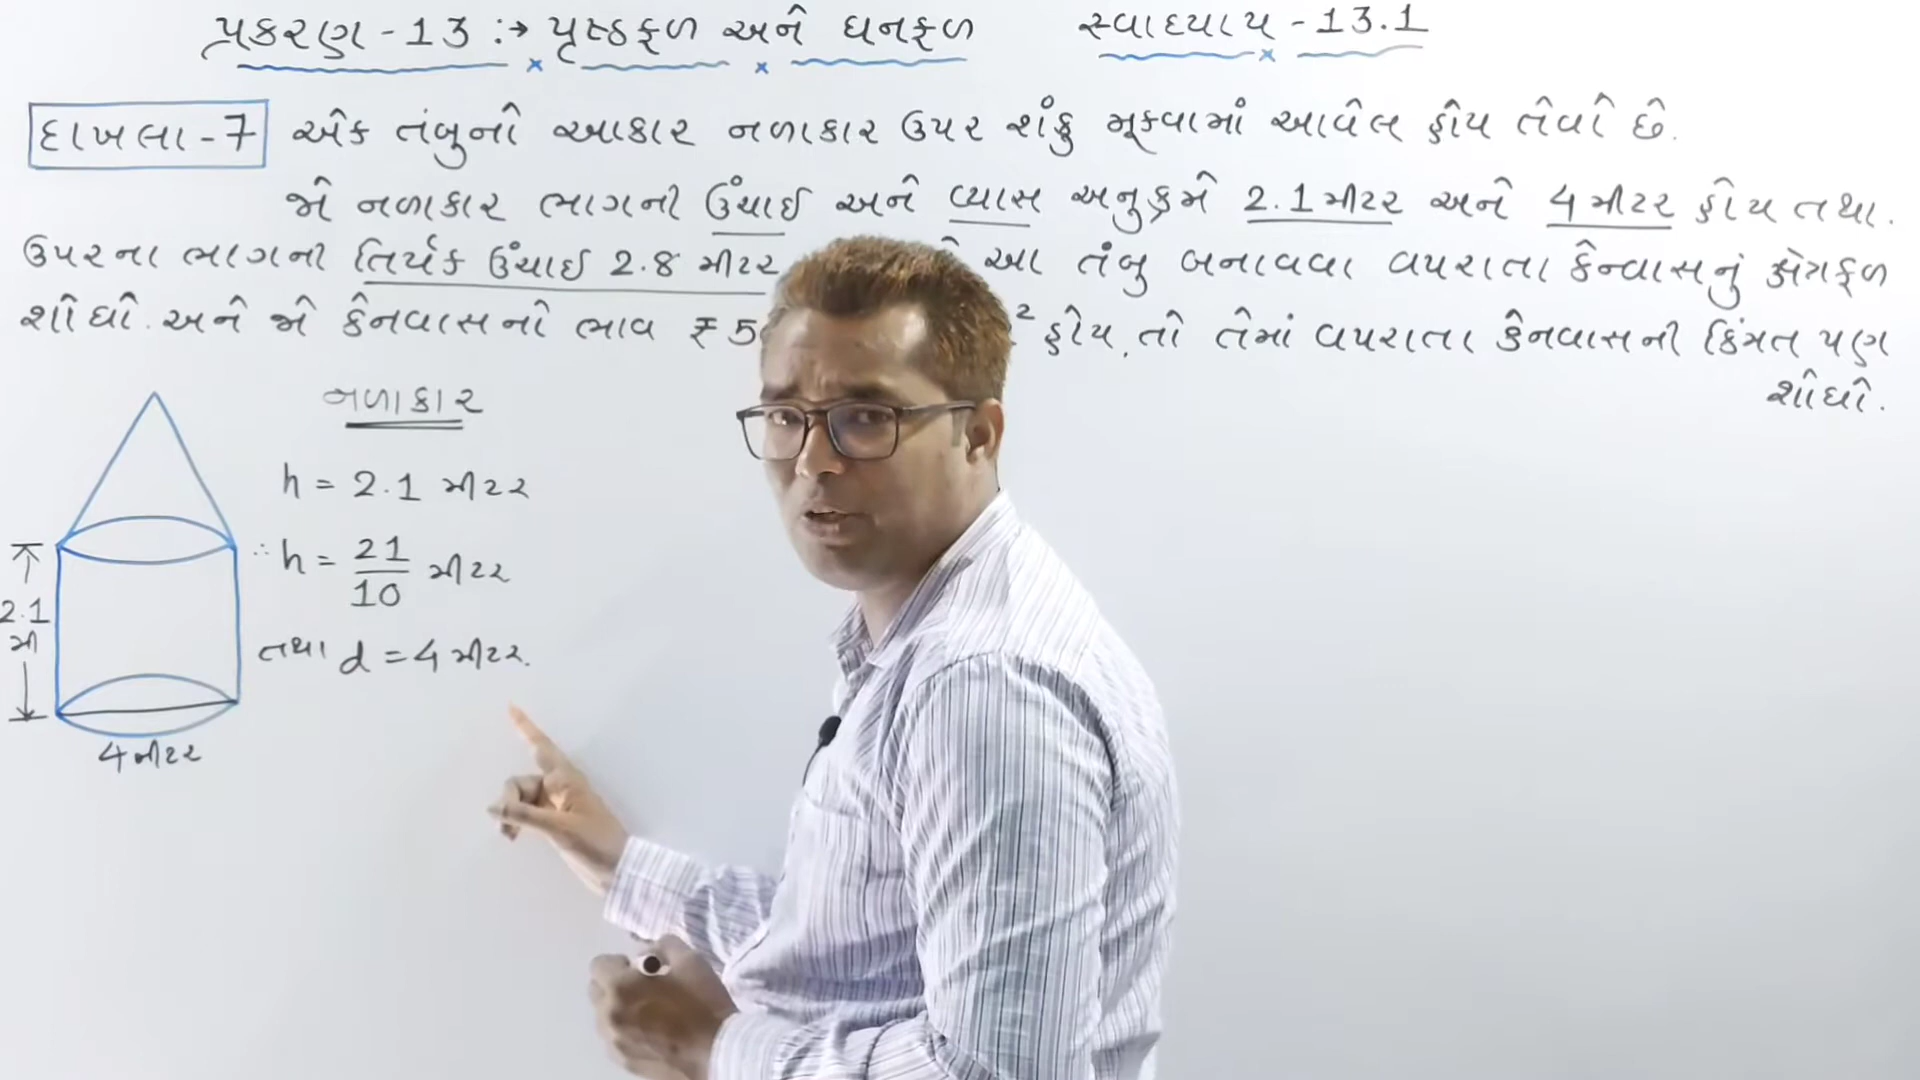 પ્રકરણ - 13 :→ પૃષ્ઠફળ અને ઘનફળ સ્વાધ્યાય - 13.1
દાખલા - 7 એક તંબુનો આકાર નળાકાર ઉપર શંકુ મૂકવામાં આવેલ હોય તેવો છે.
જો નળાકાર ભાગની ઉંચાઈ અને વ્યાસ અનુક્રમે 2.1 મીટર અને 4 મીટર હોય તથા.
ઉપરના ભાગની તિર્યક ઉંચાઈ 2.8 મીટર આ તંબુ બનાવવા વપરાતા કેન્વાસનું ક્ષેત્રફળ
શોધો. અને જો કેનવાસનો ભાવ ₹ 5 ² હોય, તો તેમાં વપરાતા કેનવાસની કિંમત પણ
શોધો.
નળાકાર
h = 2.1 મીટર
∴ h = 21/10 મીટર
તથા d = 4 મીટર.
2.1
મી
4 મીટર